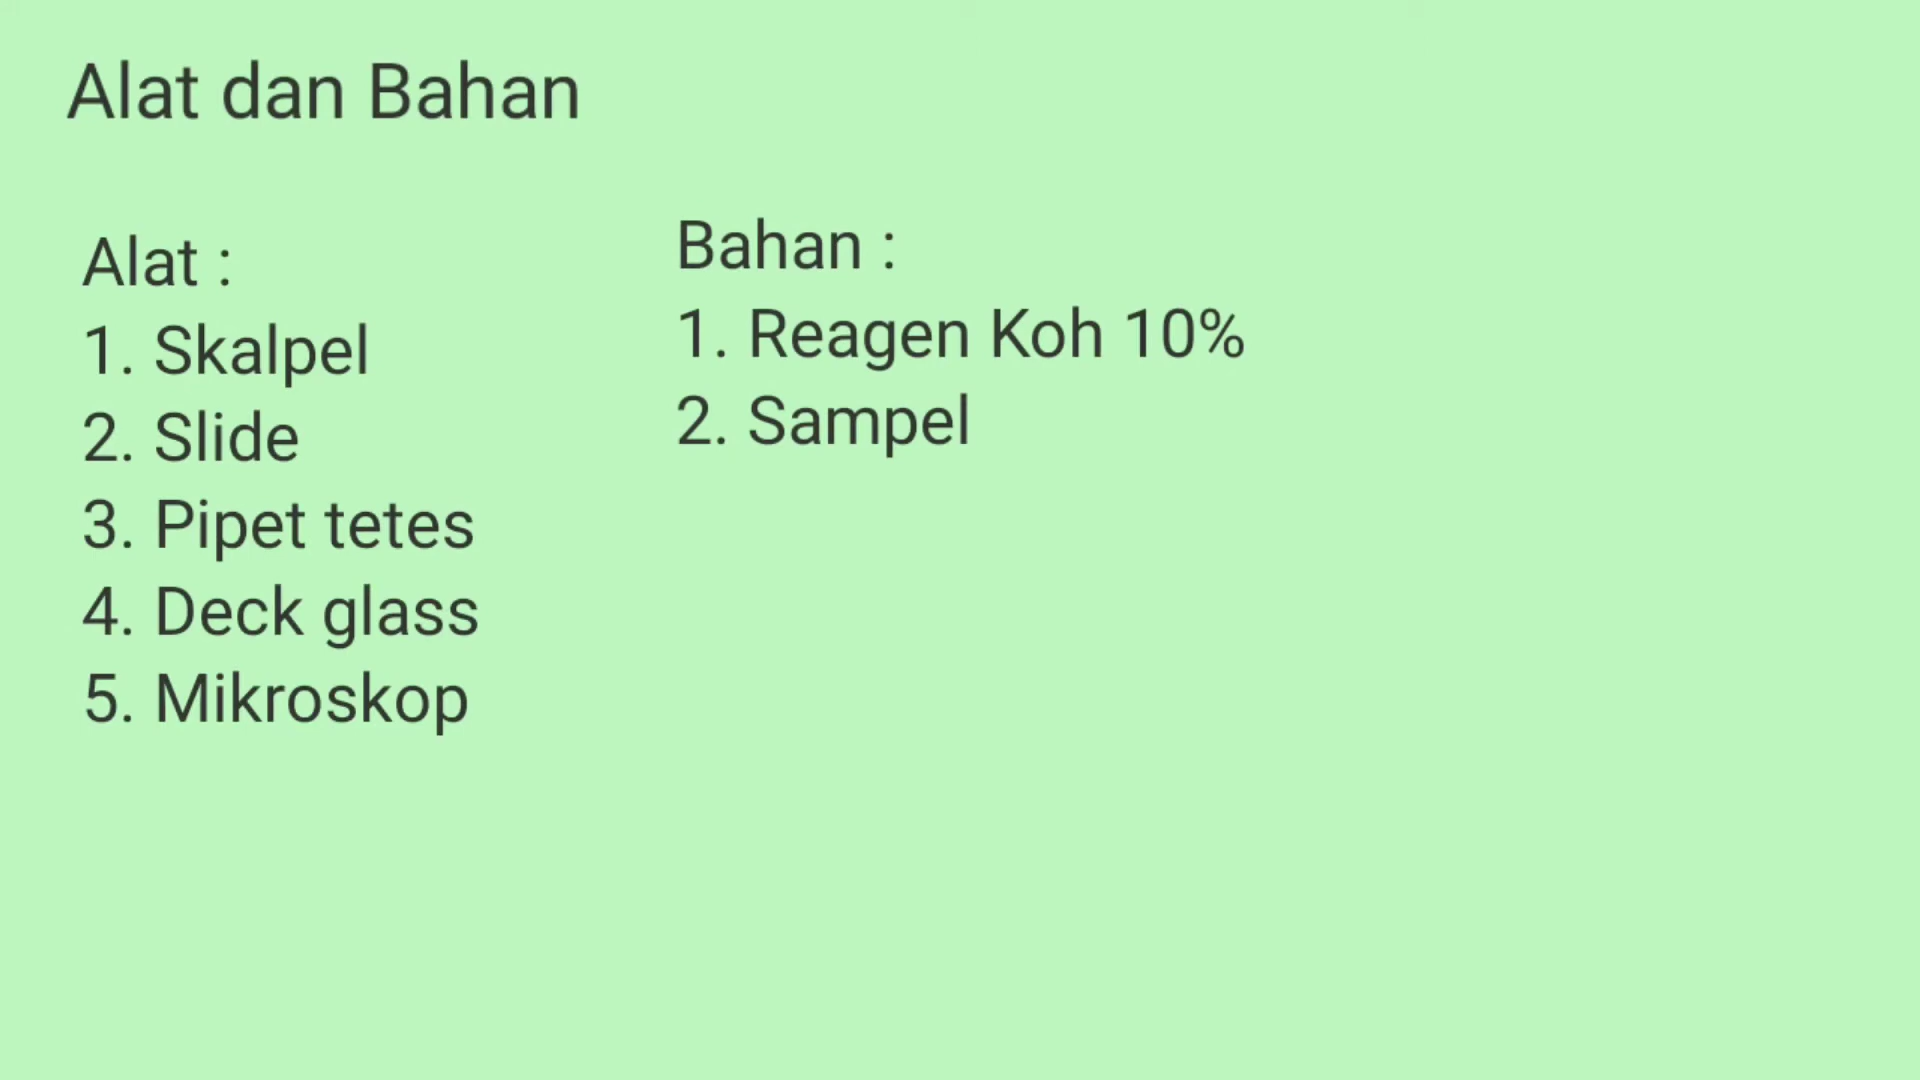 Alat dan Bahan
Alat :
1. Skalpel
2. Slide
3. Pipet tetes
4. Deck glass
5. Mikroskop
Bahan :
1. Reagen Koh 10%
2. Sampel